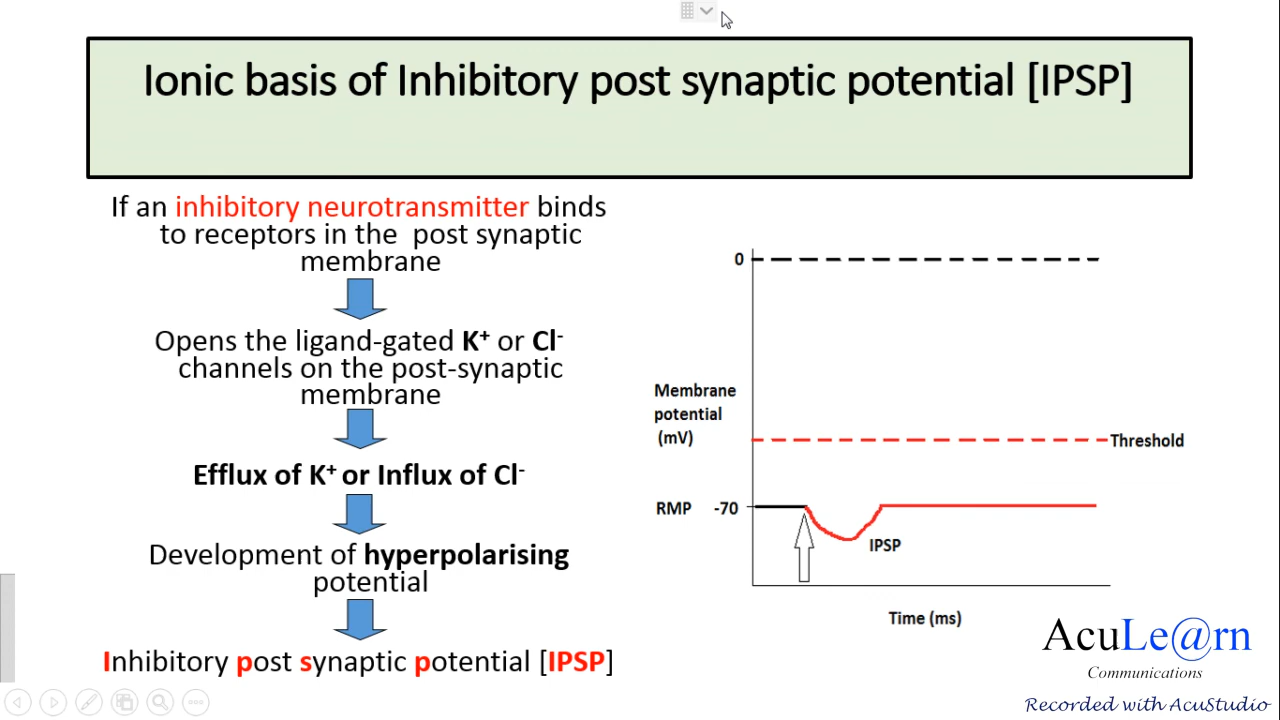 Ionic basis of Inhibitory post synaptic potential [IPSP]
If an inhibitory neurotransmitter binds
to receptors in the post synaptic
membrane
Opens the ligand-gated K⁺ or Cl⁻
channels on the post-synaptic
membrane
Efflux of K⁺ or Influx of Cl⁻
Development of hyperpolarising
potential
Inhibitory post synaptic potential [IPSP]
0
Membrane
potential
(mV)
Threshold
RMP -70
IPSP
Time (ms)
AcuLe@rn
Communications
Recorded with AcuStudio